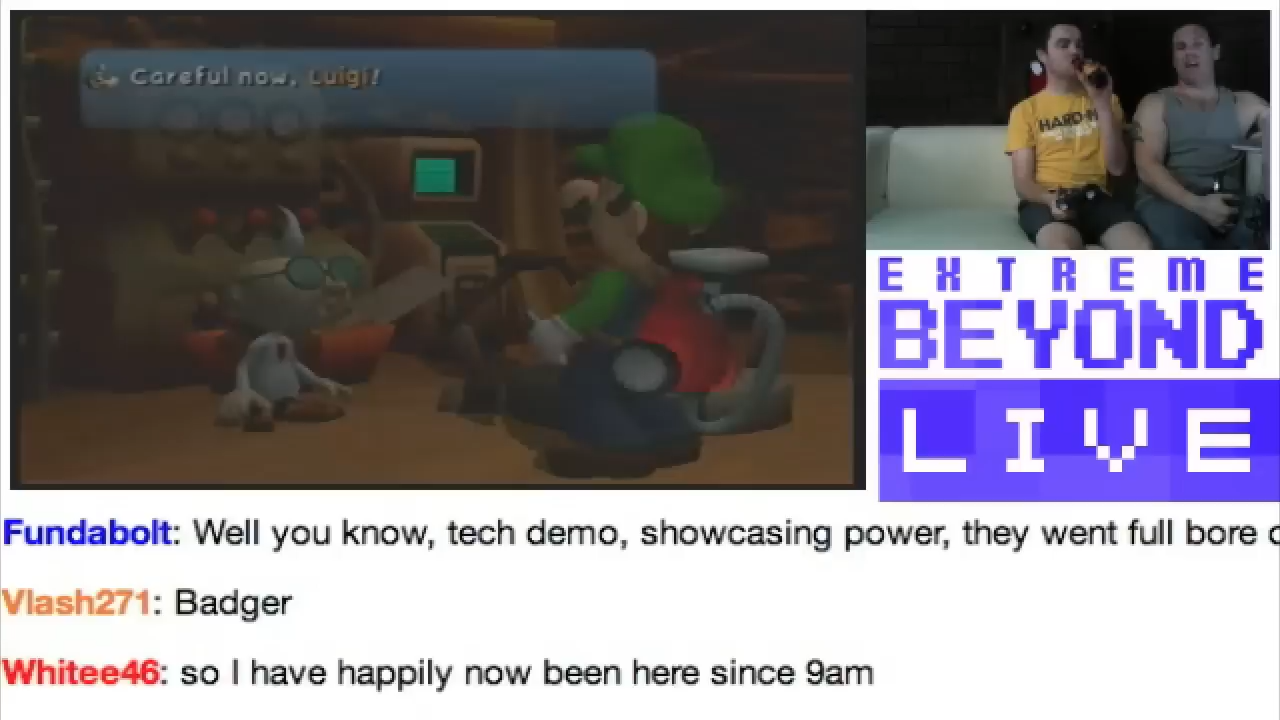 Careful now, Luigi!
EXTREME
BEYOND
LIVE
Fundabolt: Well you know, tech demo, showcasing power, they went full bore
Vlash271: Badger
Whitee46: so I have happily now been here since 9am